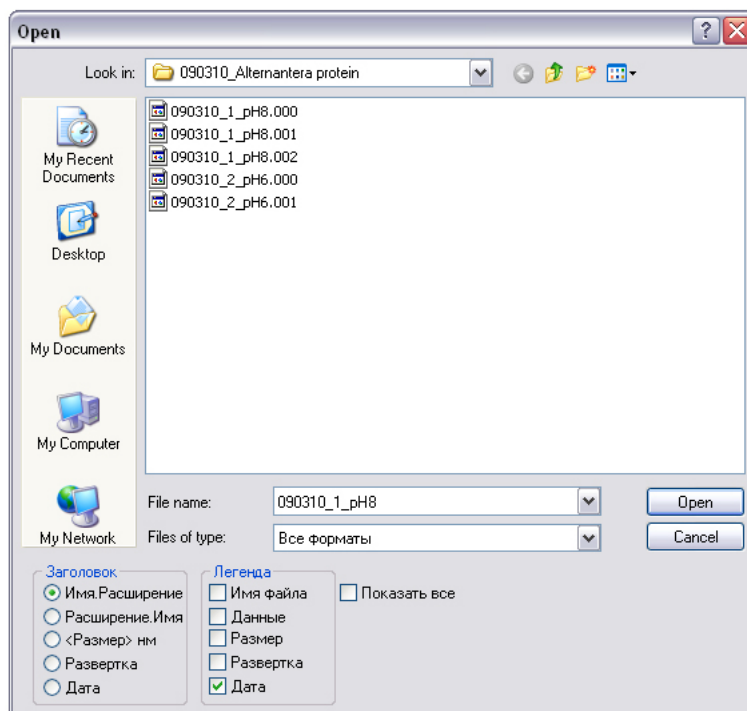 Open
Look in: 090310_Alternantera protein
090310_1_pH8.000
090310_1_pH8.001
090310_1_pH8.002
090310_2_pH6.000
090310_2_pH6.001
My Recent
Documents
Desktop
My Documents
My Computer
My Network
File name: 090310_1_pH8 Open
Files of type: Все форматы Cancel
Заголовок
Имя.Расширение
Расширение.Имя
<Размер> нм
Развертка
Дата
Легенда
Имя файла
Данные
Размер
Развертка
Дата
Показать все